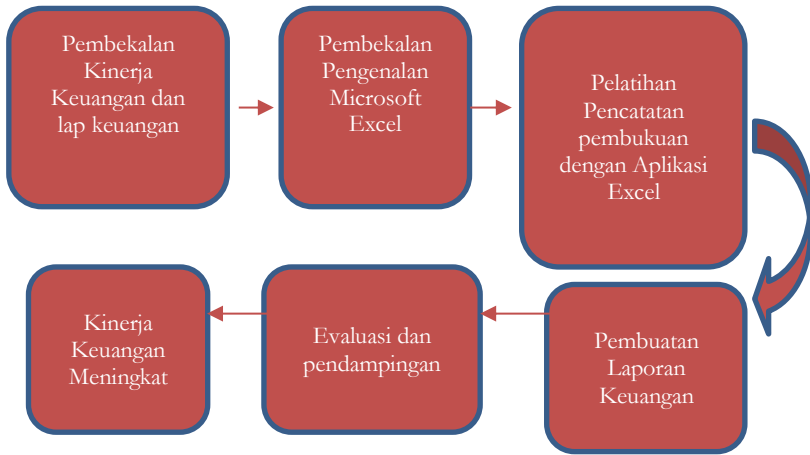 Pembekalan
Kinerja
Keuangan dan
lap keuangan
Pembekalan
Pengenalan
Microsoft
Excel
Pelatihan
Pencatatan
pembukuan
dengan Aplikasi
Excel
Kinerja
Keuangan
Meningkat
Evaluasi dan
pendampingan
Pembuatan
Laporan
Keuangan